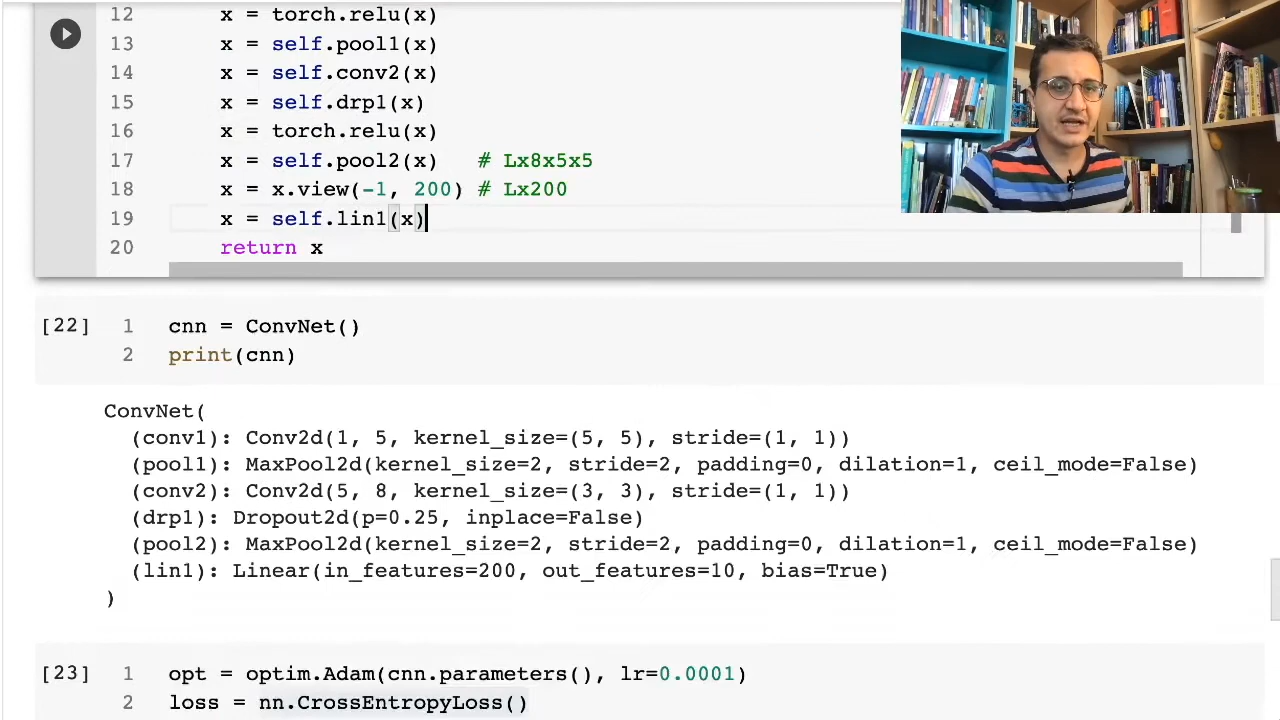 12 x = torch.relu(x)
13 x = self.pool1(x)
14 x = self.conv2(x)
15 x = self.drp1(x)
16 x = torch.relu(x)
17 x = self.pool2(x) # Lx8x5x5
18 x = x.view(-1, 200) # Lx200
19 x = self.lin1(x)
20 return x
[22] 1 cnn = ConvNet()
2 print(cnn)
ConvNet(
(conv1): Conv2d(1, 5, kernel_size=(5, 5), stride=(1, 1))
(pool1): MaxPool2d(kernel_size=2, stride=2, padding=0, dilation=1, ceil_mode=False)
(conv2): Conv2d(5, 8, kernel_size=(3, 3), stride=(1, 1))
(drp1): Dropout2d(p=0.25, inplace=False)
(pool2): MaxPool2d(kernel_size=2, stride=2, padding=0, dilation=1, ceil_mode=False)
(lin1): Linear(in_features=200, out_features=10, bias=True)
)
[23] 1 opt = optim.Adam(cnn.parameters(), lr=0.0001)
2 loss = nn.CrossEntropyLoss()